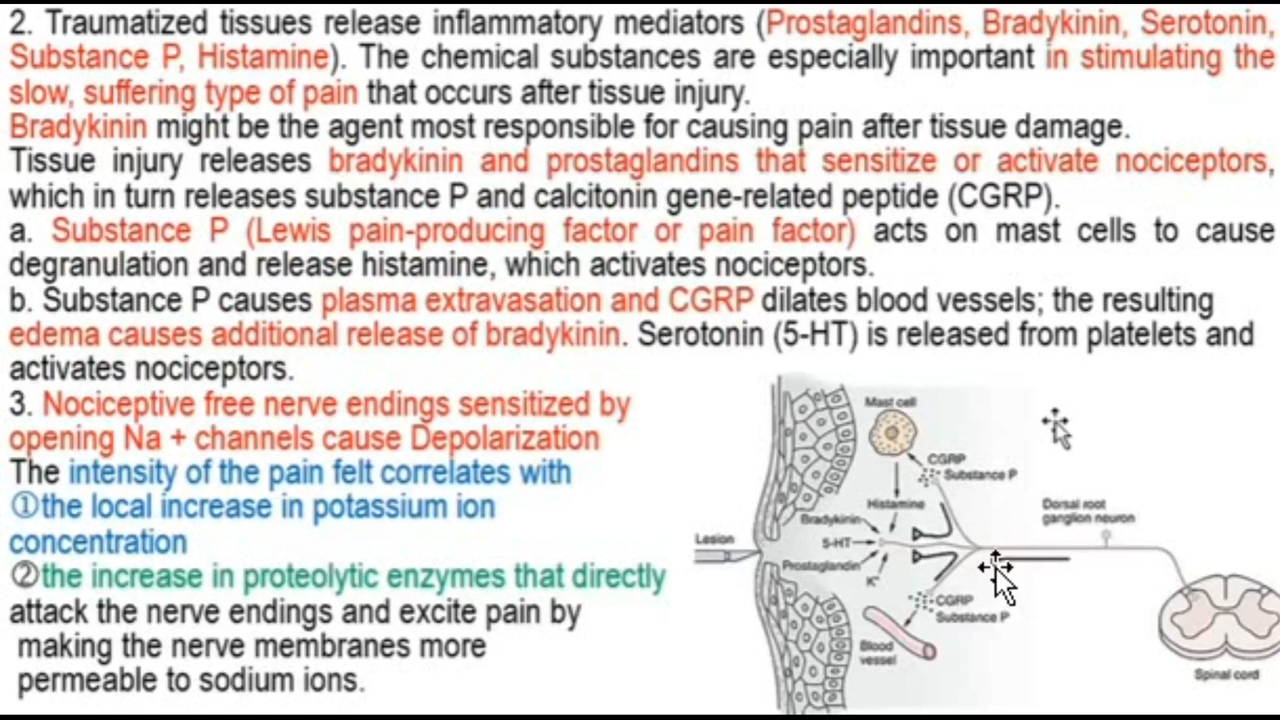 2. Traumatized tissues release inflammatory mediators (Prostaglandins, Bradykinin, Serotonin,
Substance P, Histamine). The chemical substances are especially important in stimulating the
slow, suffering type of pain that occurs after tissue injury.
Bradykinin might be the agent most responsible for causing pain after tissue damage.
Tissue injury releases bradykinin and prostaglandins that sensitize or activate nociceptors,
which in turn releases substance P and calcitonin gene-related peptide (CGRP).
a. Substance P (Lewis pain-producing factor or pain factor) acts on mast cells to cause
degranulation and release histamine, which activates nociceptors.
b. Substance P causes plasma extravasation and CGRP dilates blood vessels; the resulting
edema causes additional release of bradykinin. Serotonin (5-HT) is released from platelets and
activates nociceptors.
3. Nociceptive free nerve endings sensitized by
opening Na + channels cause Depolarization
The intensity of the pain felt correlates with
①the local increase in potassium ion
concentration
②the increase in proteolytic enzymes that directly
attack the nerve endings and excite pain by
making the nerve membranes more
permeable to sodium ions.
Mast cell
CGRP
Substance P
Histamine
Dorsal root
ganglion neuron
Bradykinin
Lesion
5-HT
Prostaglandin
K+
CGRP
Substance P
Blood
vessel
Spinal cord